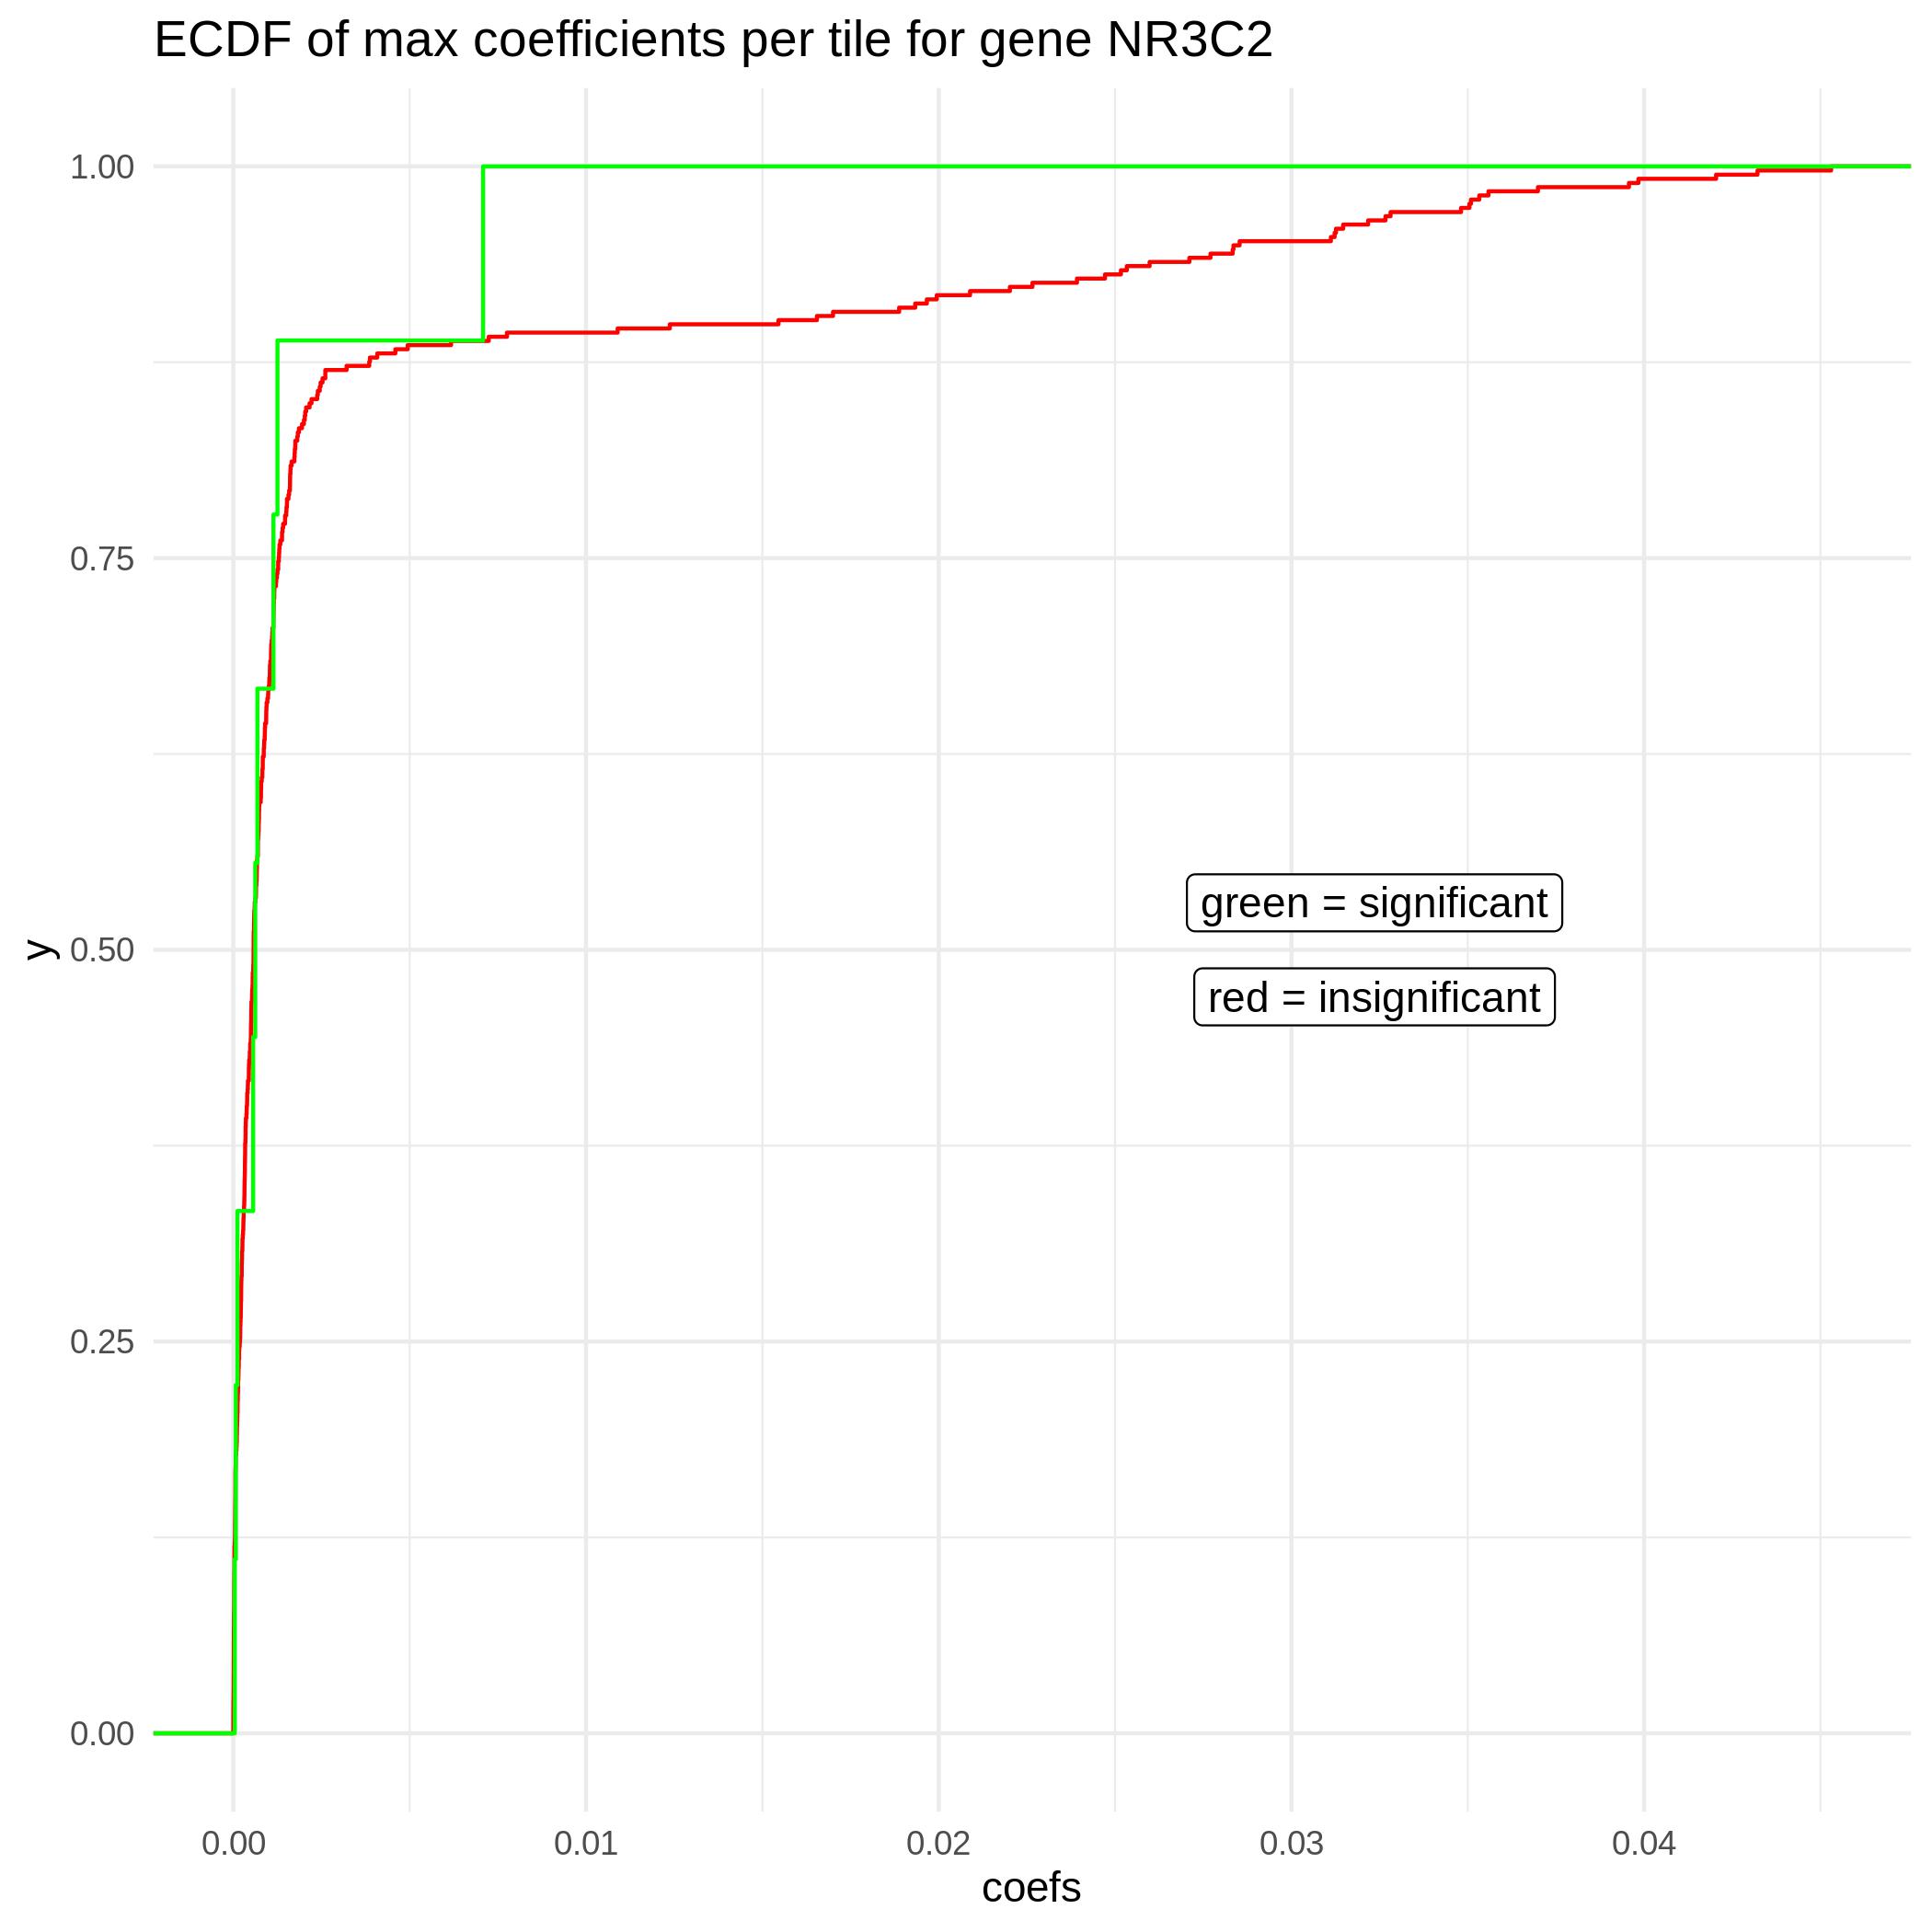 ECDF of max coefficients per tile for gene NR3C2
1.00
0.75
0.50
0.25
0.00
y
green = significant
red = insignificant
0.00 0.01 0.02 0.03 0.04
coefs